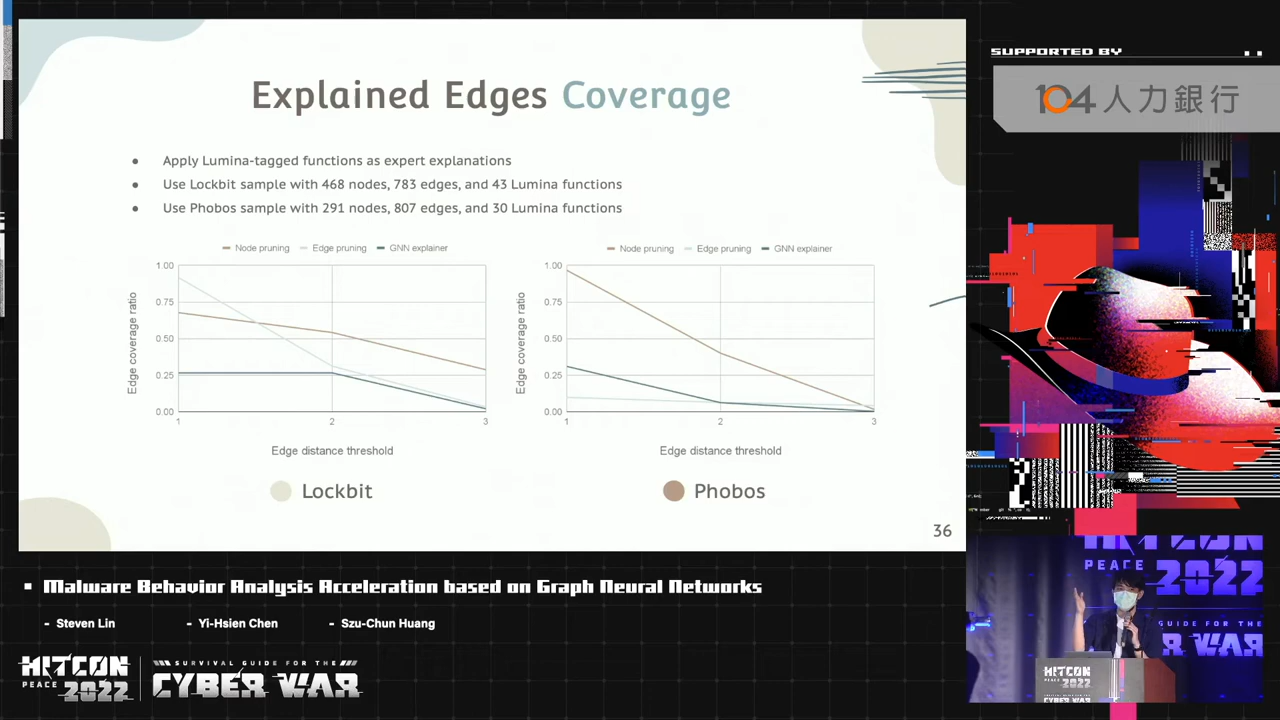 SUPPORTED BY
104 人力銀行
Explained Edges Coverage
● Apply Lumina-tagged functions as expert explanations
● Use Lockbit sample with 468 nodes, 783 edges, and 43 Lumina functions
● Use Phobos sample with 291 nodes, 807 edges, and 30 Lumina functions
Node pruning Edge pruning GNN explainer
Edge coverage ratio
1.00
0.75
0.50
0.25
0.00
1 2 3
Edge distance threshold
Lockbit
Node pruning Edge pruning GNN explainer
Edge coverage ratio
1.00
0.75
0.50
0.25
0.00
1 2 3
Edge distance threshold
Phobos
36
Malware Behavior Analysis Acceleration based on Graph Neural Networks
- Steven Lin - Yi-Hsien Chen - Szu-Chun Huang
HITCON
PEACE 2022
SURVIVAL GUIDE FOR THE
CYBER WAR
PEACE 2022
GUIDE FOR THE
R WAR
HITCON
PEACE
2022